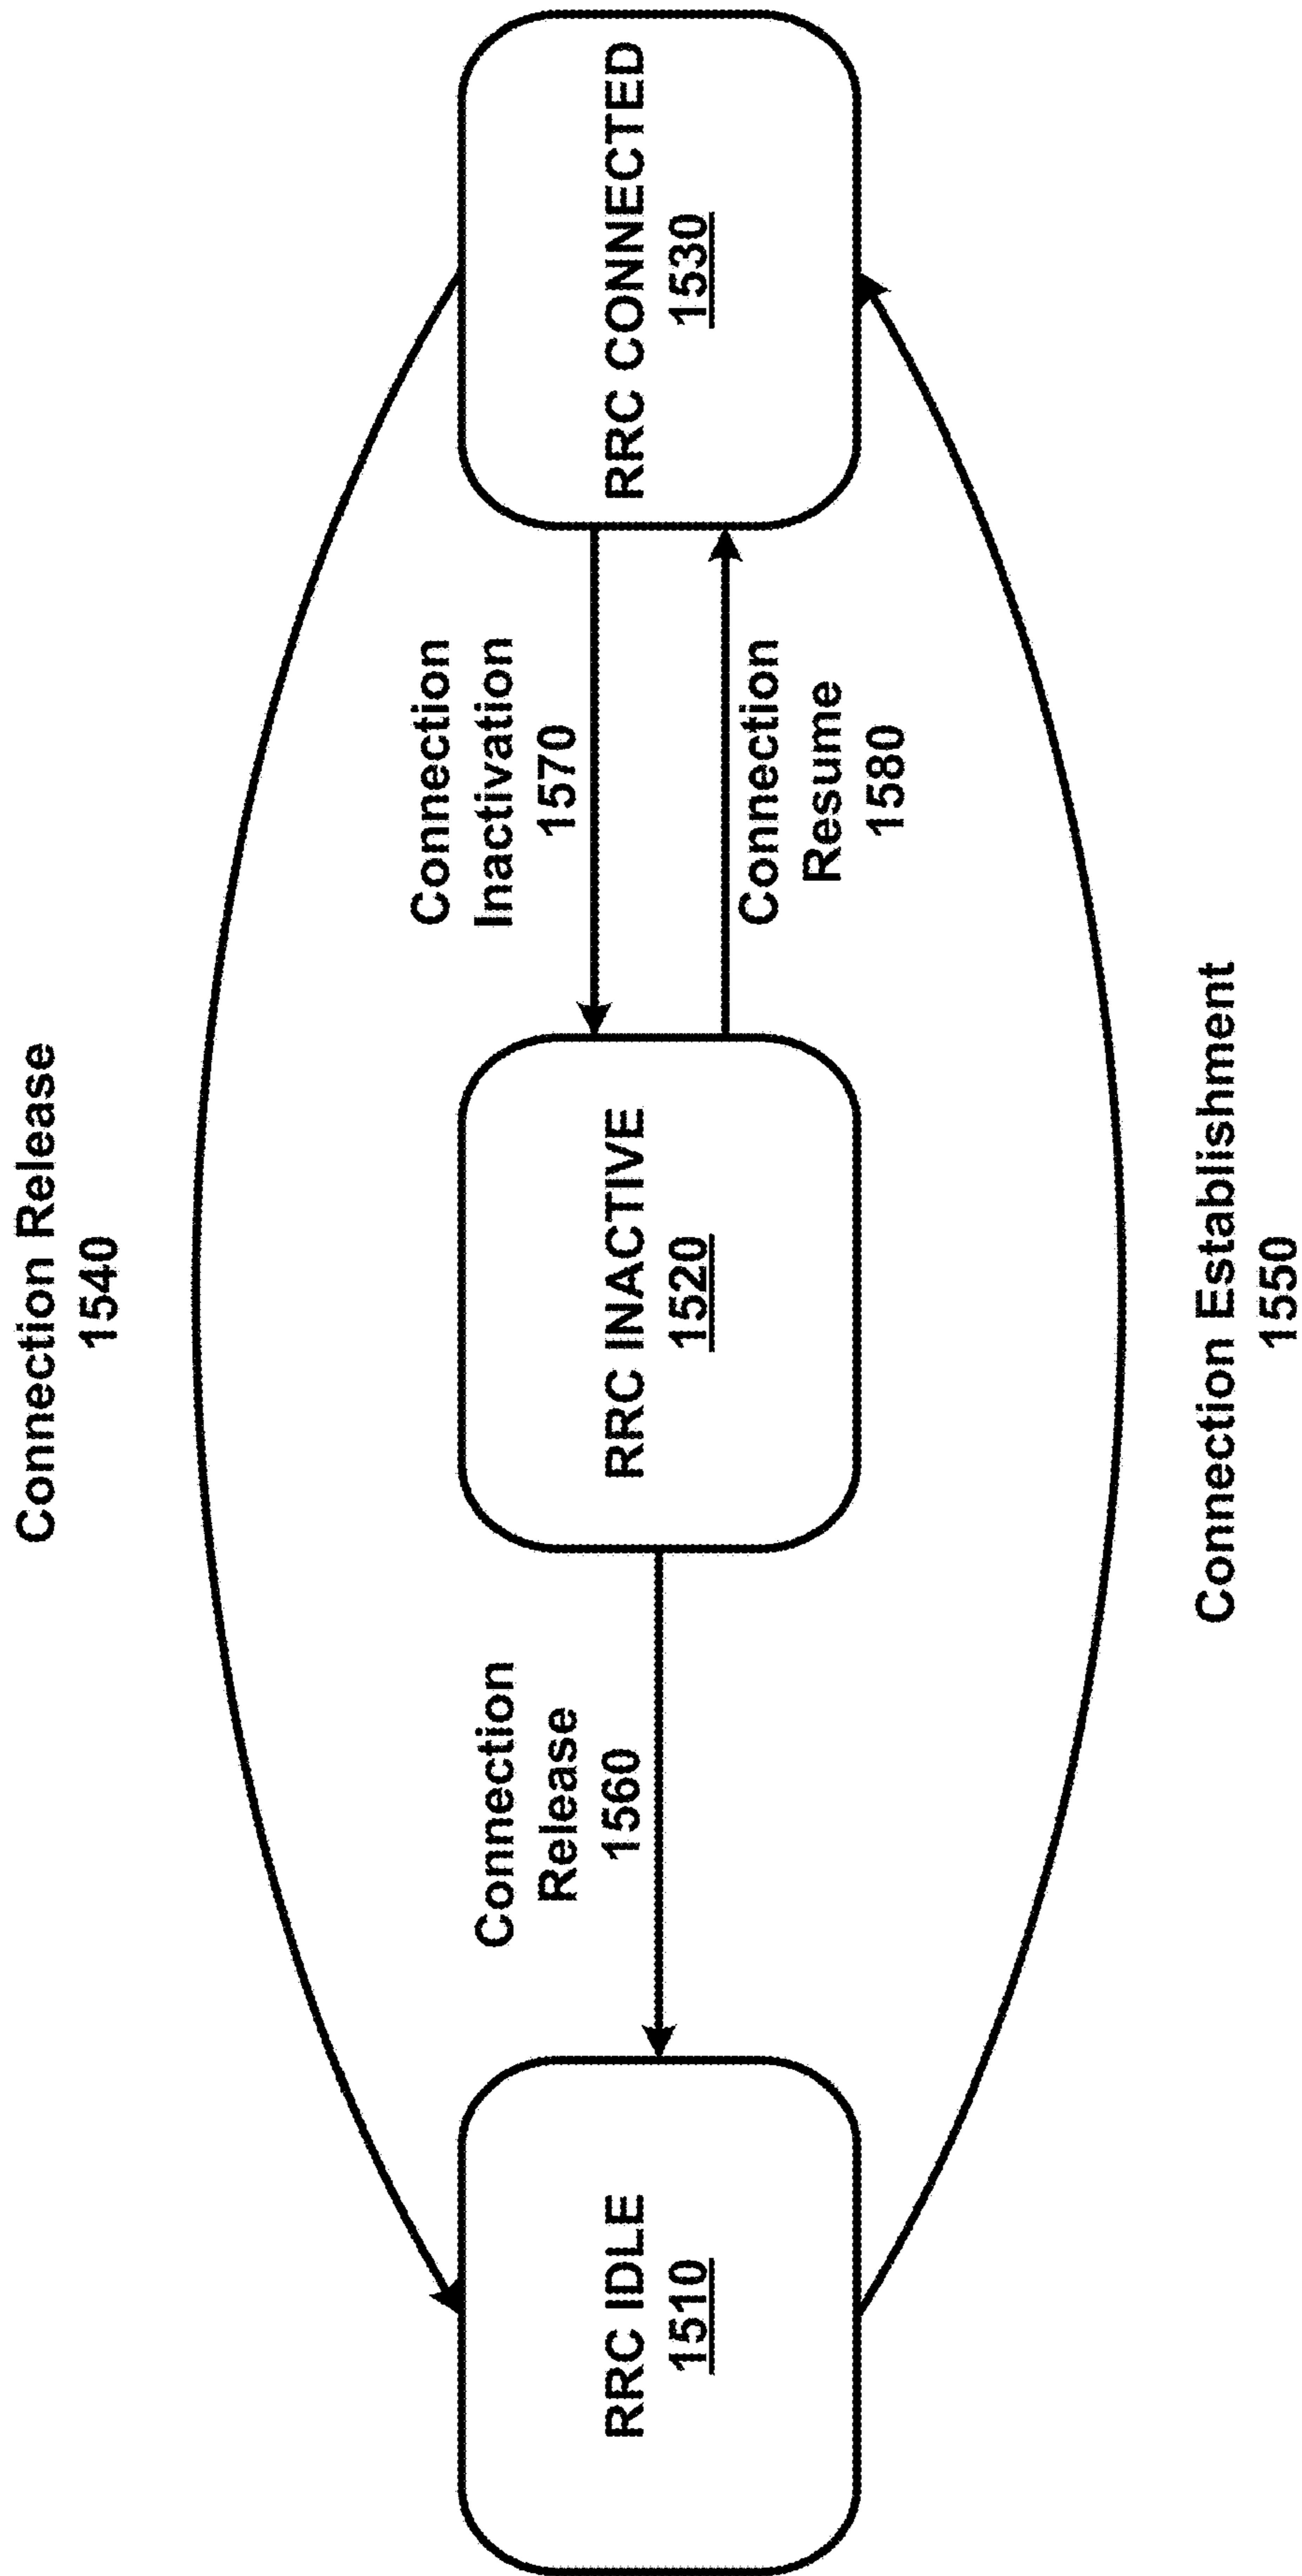 Connection Release
1540
RRC IDLE
1510
Connection
Release
1560
RRC INACTIVE
1520
Connection
Inactivation
1570
Connection
Resume
1580
RRC CONNECTED
1530
Connection Establishment
1550